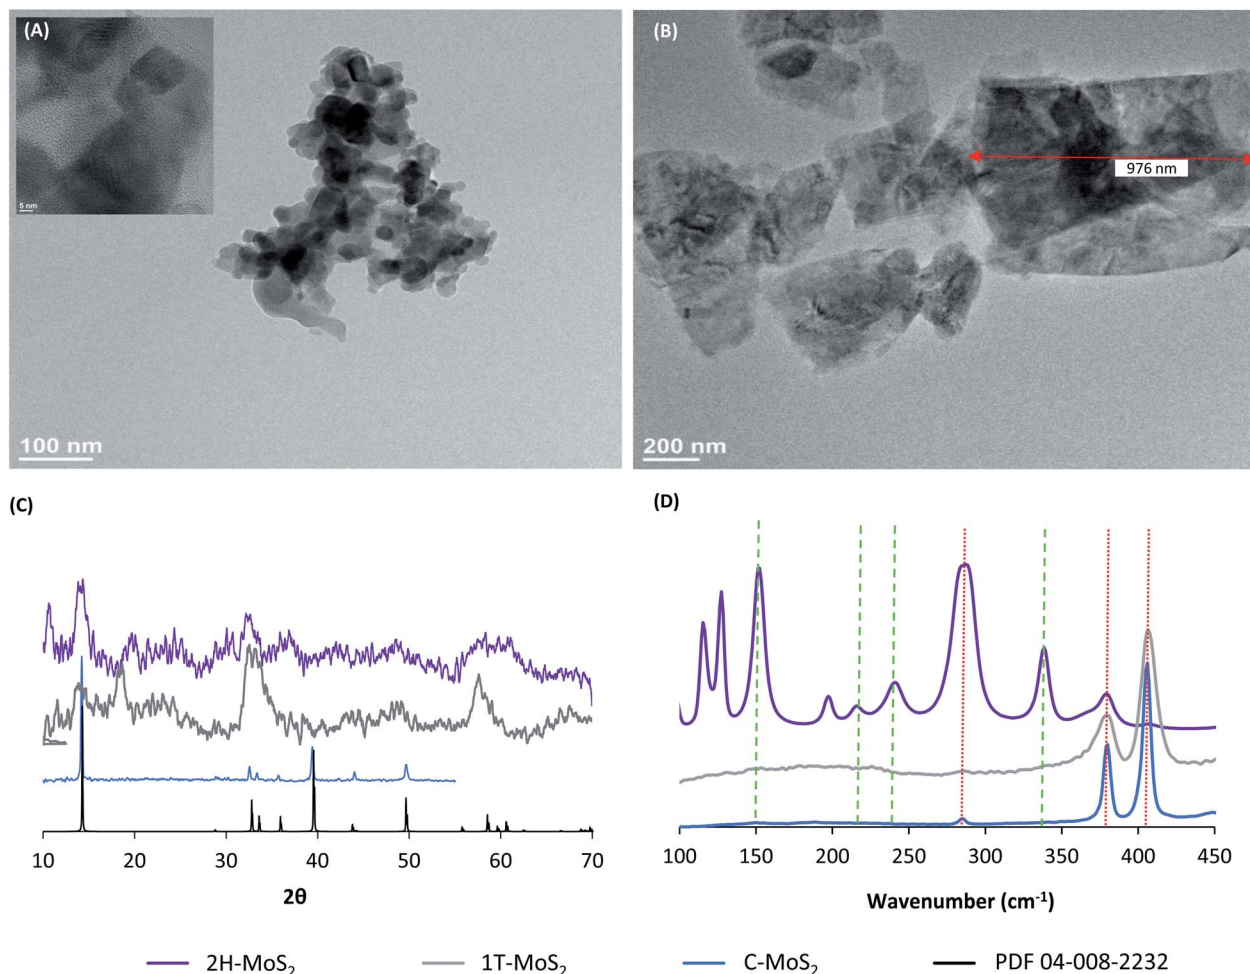 (A)
5 nm
100 nm
(B)
976 nm
200 nm
(C)
10 20 30 40 50 60 70
2θ
(D)
100 150 200 250 300 350 400 450
Wavenumber (cm-1)
2H-MoS2 1T-MoS2 C-MoS2 PDF 04-008-2232